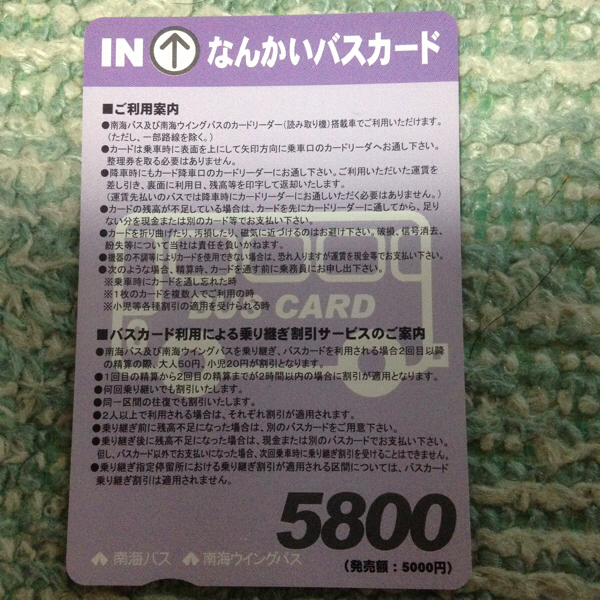 IN ↑ なんかいバスカード
■ご利用案内
●南海バス及び南海ウイングバスのカードリーダー(読み取り機)搭載車でご利用いただけます。
(ただし、一部路線を除く。)
●カードは乗車時に表面を上にして矢印方向に乗車口のカードリーダへお通し下さい。
整理券を取る必要はありません。
●降車時にもカード降車口のカードリーダーにお通し下さい。ご利用いただいた運賃を
差し引き、裏面に利用日、残高等を印字して返却いたします。
(運賃先払いのバスでは降車時にカードリーダーにお通しいただく必要はありません。)
●カードの残高が不足している場合は、カードを先にカードリーダーに通してから、足り
ない分を現金または別のカード等でお支払い下さい。
●カードを折り曲げたり、汚損したり、磁気に近づけるのはお避け下さい。破損、信号消去、
紛失等について当社は責任を負いかねます。
●機器の不調等によりカードを使用できない場合は、恐れ入りますが運賃を現金等でお支払い下さい。
●次のような場合、精算時、カードを通す前に乗務員にお申し出下さい。
※乗車時にカードを通し忘れた時
※1枚のカードを複数人でご利用の時
※小児等各種割引の適用を受けられる時
CARD
■バスカード利用による乗り継ぎ割引サービスのご案内
●南海バス及び南海ウイングバスを乗り継ぎ、バスカードを利用される場合2回目以降
の精算の際、大人50円、小児20円が割引となります。
●1回目の精算から2回目の精算までが2時間以内の場合に割引が適用となります。
●何回乗り継いでも割引いたします。
●同一区間の往復でも割引いたします。
●2人以上で利用される場合は、それぞれ割引が適用されます。
●乗り継ぎ前に残高不足になった場合は、別のバスカードをご用意下さい。
●乗り継ぎ後に残高不足になった場合は、現金または別のバスカードでお支払い下さい。
但し、バスカード以外でお支払いになった場合、次回乗車時に乗り継ぎ割引を受けることはできません。
●乗り継ぎ指定停留所における乗り継ぎ割引が適用される区間については、バスカード
乗り継ぎ割引は適用されません。
5800
(発売額：5000円)
南海バス 南海ウイングバス